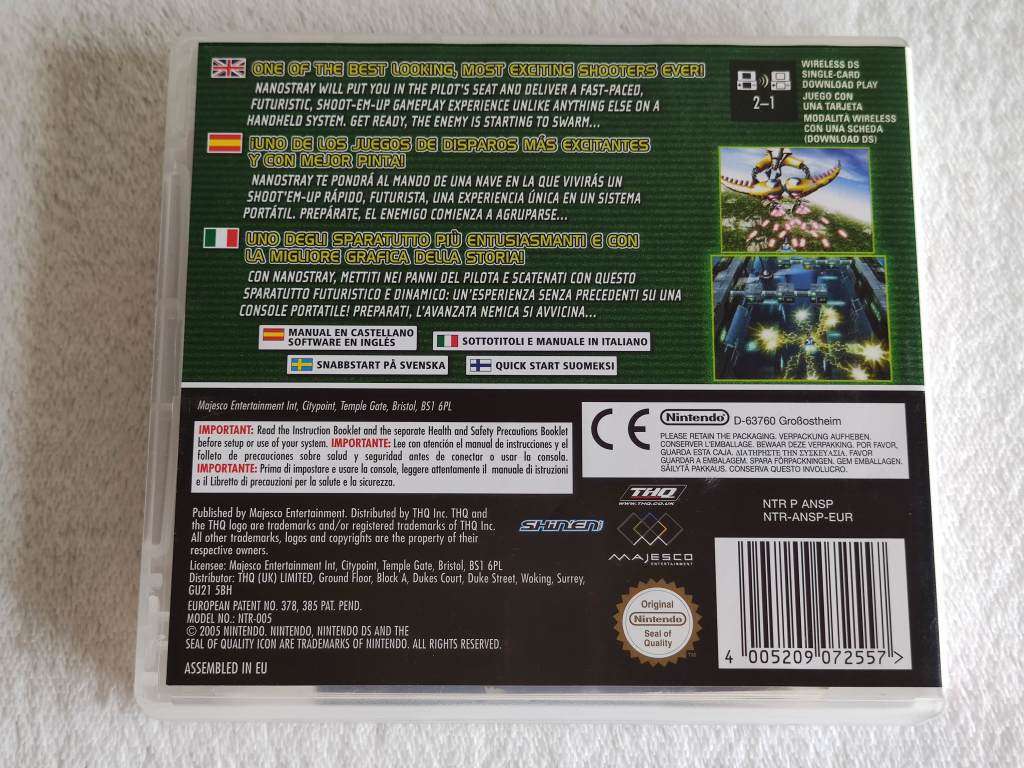 ONE OF THE BEST LOOKING, MOST EXCITING SHOOTERS EVER!
NANOSTRAY WILL PUT YOU IN THE PILOT'S SEAT AND DELIVER A FAST-PACED,
FUTURISTIC, SHOOT-EM-UP GAMEPLAY EXPERIENCE UNLIKE ANYTHING ELSE ON A
HANDHELD SYSTEM. GET READY, THE ENEMY IS STARTING TO SWARM...
¡UNO DE LOS JUEGOS DE DISPAROS MÁS EXCITANTES
Y CON MEJOR PINTA!
NANOSTRAY TE PONDRÁ AL MANDO DE UNA NAVE EN LA QUE VIVIRÁS UN
SHOOT'EM-UP RÁPIDO, FUTURISTA, UNA EXPERIENCIA ÚNICA EN UN SISTEMA
PORTÁTIL. PREPÁRATE, EL ENEMIGO COMIENZA A AGRUPARSE...
UNO DEGLI SPARATUTTO PIÙ ENTUSIASMANTI E CON
LA MIGLIORE GRAFICA DELLA STORIA!
CON NANOSTRAY, METTITI NEI PANNI DEL PILOTA E SCATENATI CON QUESTO
SPARATUTTO FUTURISTICO E DINAMICO: UN'ESPERIENZA SENZA PRECEDENTI SU UNA
CONSOLE PORTATILE! PREPARATI, L'AVANZATA NEMICA SI AVVICINA...
MANUAL EN CASTELLANO
SOFTWARE EN INGLÉS
SOTTOTITOLI E MANUALE IN ITALIANO
SNABBSTART PÅ SVENSKA
QUICK START SUOMEKSI
2–1
WIRELESS DS
SINGLE-CARD
DOWNLOAD PLAY
JUEGO CON
UNA TARJETA
MODALITÀ WIRELESS
CON UNA SCHEDA
(DOWNLOAD DS)
Majesco Entertainment Int, Citypoint, Temple Gate, Bristol, BS1 6PL
IMPORTANT: Read the Instruction Booklet and the separate Health and Safety Precautions Booklet
before setup or use of your system. IMPORTANTE: Lee con atención el manual de instrucciones y el
folleto de precauciones sobre salud y seguridad antes de conectar o usar la consola.
IMPORTANTE: Prima di impostare e usare la console, leggere attentamente il manuale di istruzioni
e il Libretto di precauzioni per la salute e la sicurezza.
CE
Nintendo D-63760 Großostheim
PLEASE RETAIN THE PACKAGING. VERPACKUNG AUFHEBEN.
CONSERVER L'EMBALLAGE. BEWAAR DEZE VERPAKKING. POR FAVOR,
GUARDA ESTA CAJA. ΔΙΑΤΗΡΗΣΤΕ ΤΗΝ ΣΥΣΚΕΥΑΣΙΑ. FAVOR
GUARDAR A EMBALAGEM. SPARA FÖRPACKNINGEN. GEM EMBALLAGEN.
SÄILYTÄ PAKKAUS. CONSERVA QUESTO INVOLUCRO.
Published by Majesco Entertainment. Distributed by THQ Inc. THQ and
the THQ logo are trademarks and/or registered trademarks of THQ Inc.
All other trademarks, logos and copyrights are the property of their
respective owners.
Licensee: Majesco Entertainment Int, Citypoint, Temple Gate, Bristol, BS1 6PL
Distributor: THQ (UK) LIMITED, Ground Floor, Block A, Dukes Court, Duke Street, Woking, Surrey,
GU21 5BH
EUROPEAN PATENT NO. 378, 385 PAT. PEND.
MODEL NO.: NTR-005
© 2005 NINTENDO. NINTENDO, NINTENDO DS AND THE
SEAL OF QUALITY ICON ARE TRADEMARKS OF NINTENDO. ALL RIGHTS RESERVED.
ASSEMBLED IN EU
SHIN'EN
THQ
WWW.THQ.CO.UK
MAJESCO
ENTERTAINMENT
Original
Nintendo
Seal of
Quality
TM
NTR P ANSP
NTR-ANSP-EUR
4 005209 072557 >